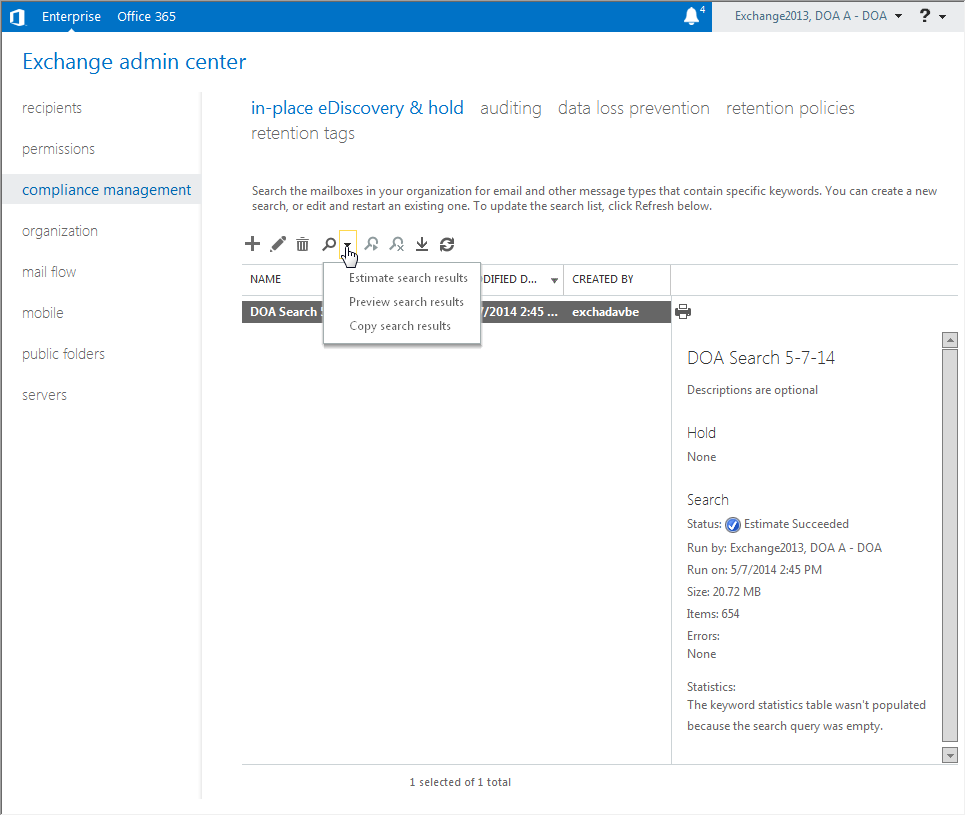 Enterprise Office 365
4
Exchange2013, DOA A - DOA
?
Exchange admin center
recipients
permissions
compliance management
organization
mail flow
mobile
public folders
servers
in-place eDiscovery & hold auditing data loss prevention retention policies
retention tags
Search the mailboxes in your organization for email and other message types that contain specific keywords. You can create a new
search, or edit and restart an existing one. To update the search list, click Refresh below.
Estimate search results
Preview search results
Copy search results
NAME DIFIED D... CREATED BY
DOA Search 7/2014 2:45 ... exchadavbe
DOA Search 5-7-14
Descriptions are optional
Hold
None
Search
Status: Estimate Succeeded
Run by: Exchange2013, DOA A - DOA
Run on: 5/7/2014 2:45 PM
Size: 20.72 MB
Items: 654
Errors:
None
Statistics:
The keyword statistics table wasn't populated
because the search query was empty.
1 selected of 1 total